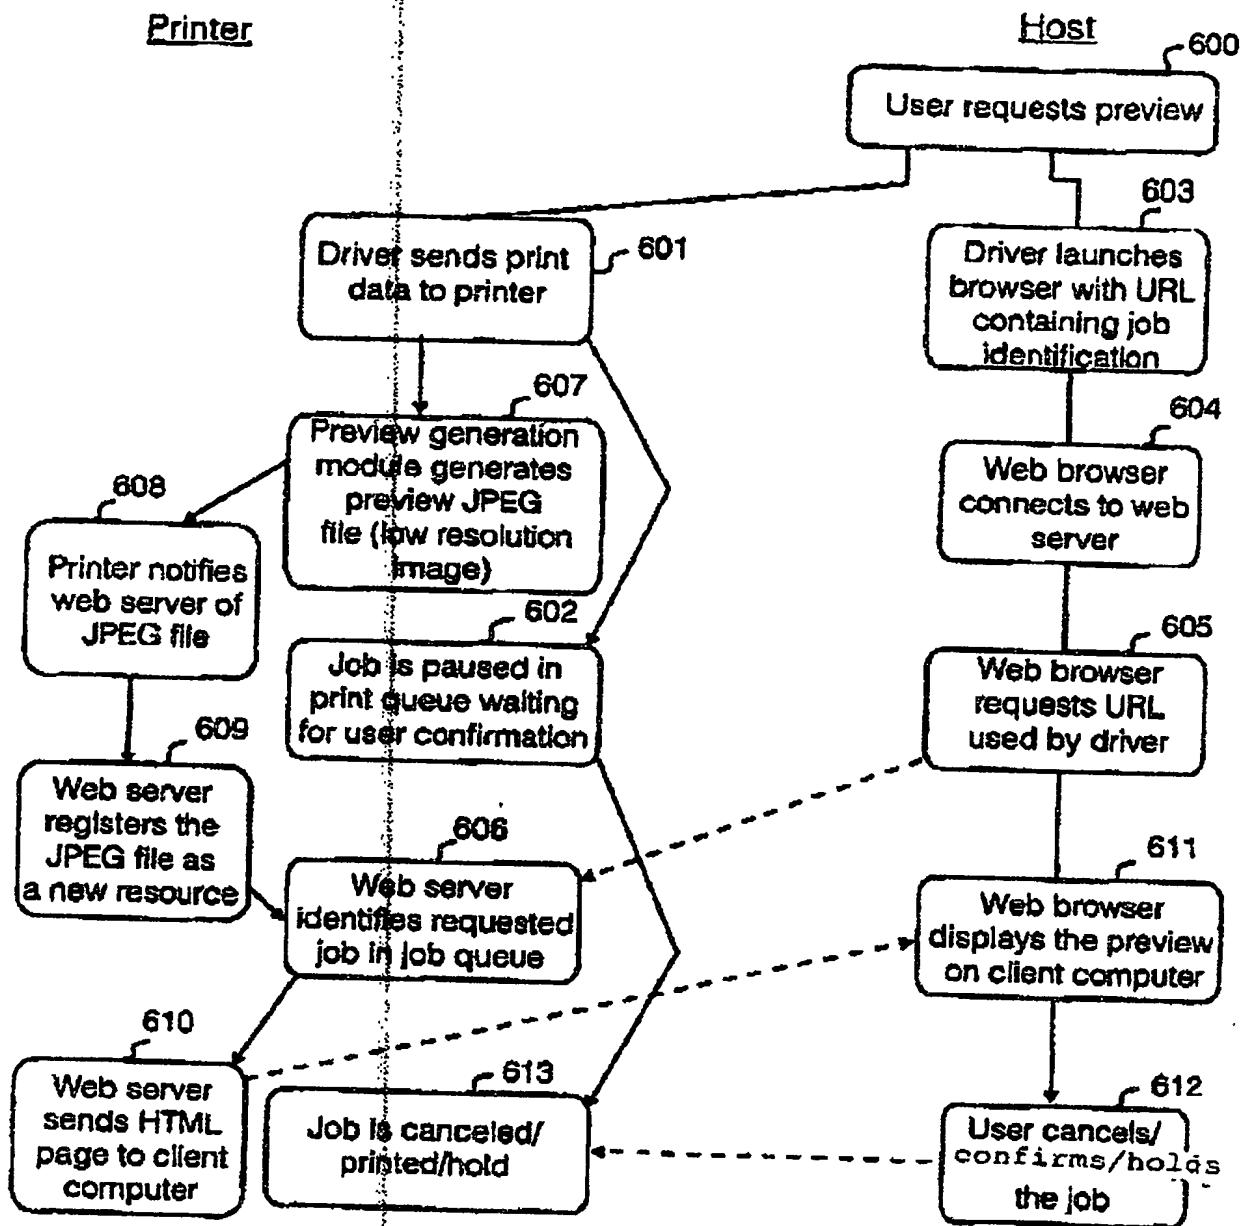 Printer
Host
600
User requests preview
603
Driver sends print
data to printer
601
Driver launches
browser with URL
containing job
identification
607
Preview generation
module generates
preview JPEG
file (low resolution
image)
604
Web browser
connects to web
server
608
Printer notifies
web server of
JPEG file
602
Job is paused in
print queue waiting
for user confirmation
605
Web browser
requests URL
used by driver
609
Web server
registers the
JPEG file as
a new resource
606
Web server
identifies requested
job in job queue
611
Web browser
displays the preview
on client computer
610
Web server
sends HTML
page to client
computer
613
Job is canceled/
printed/hold
612
User cancels/
confirms/holds
the job